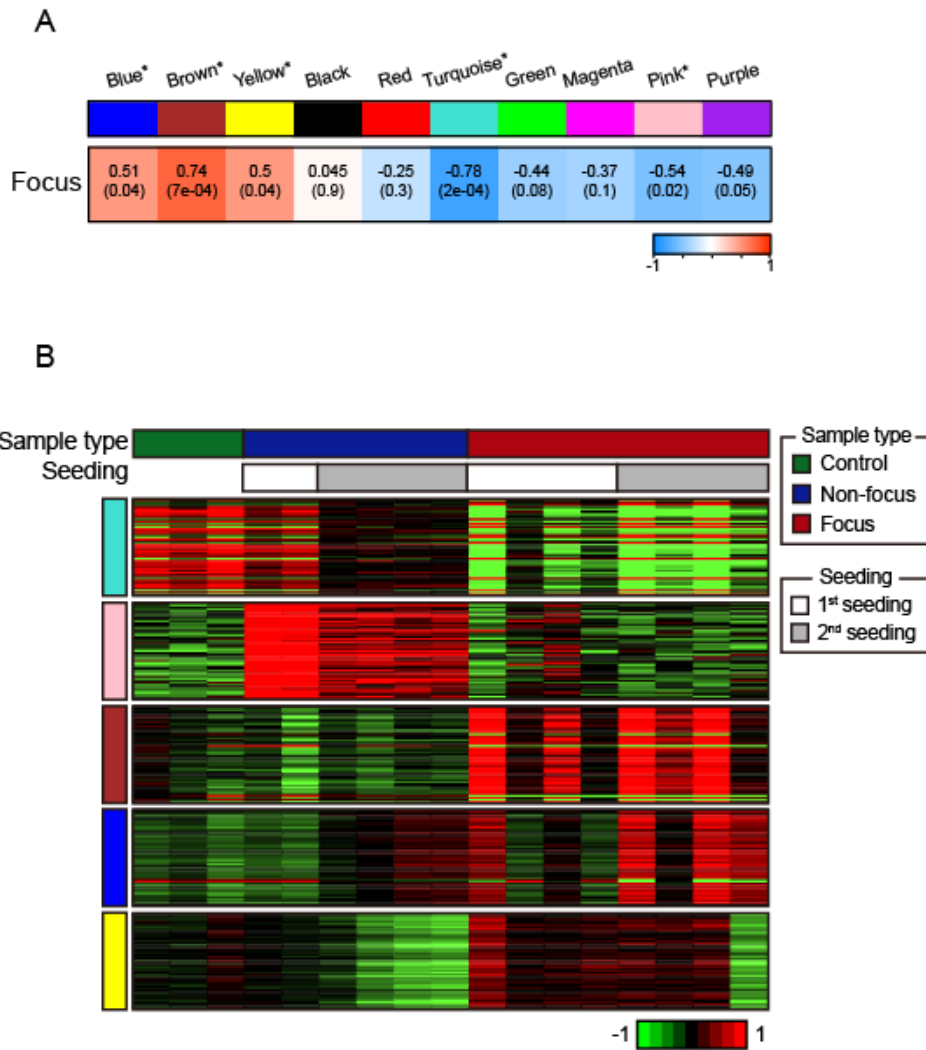 A
Blue* Brown* Yellow* Black Red Turquoise* Green Magenta Pink* Purple
Focus
0.51 0.74 0.5 0.045 -0.25 -0.78 -0.44 -0.37 -0.54 -0.49
(0.04) (7e-04) (0.04) (0.9) (0.3) (2e-04) (0.08) (0.1) (0.02) (0.05)
-1 1
B
Sample type
Seeding
Sample type
Control
Non-focus
Focus
Seeding
1st seeding
2nd seeding
-1 1